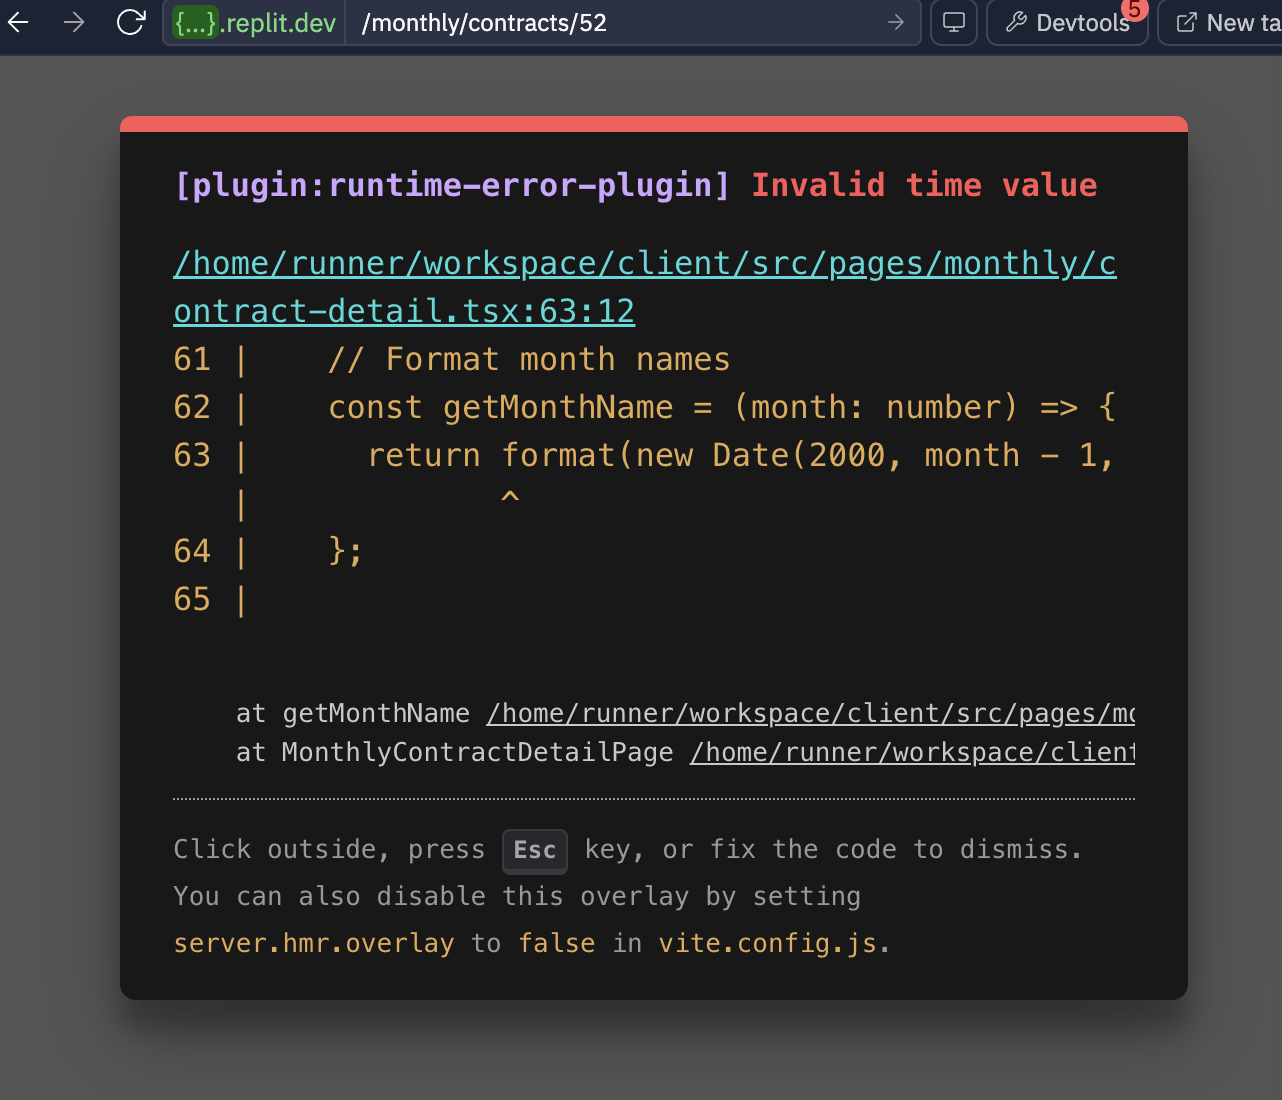 {...}.replit.dev /monthly/contracts/52 Devtools 5 New ta
[plugin:runtime-error-plugin] Invalid time value
/home/runner/workspace/client/src/pages/monthly/c
ontract-detail.tsx:63:12
61 |    // Format month names
62 |    const getMonthName = (month: number) => {
63 |      return format(new Date(2000, month - 1,
   |             ^
64 |    };
65 |
at getMonthName /home/runner/workspace/client/src/pages/mo
at MonthlyContractDetailPage /home/runner/workspace/client
Click outside, press Esc key, or fix the code to dismiss.
You can also disable this overlay by setting
server.hmr.overlay to false in vite.config.js.